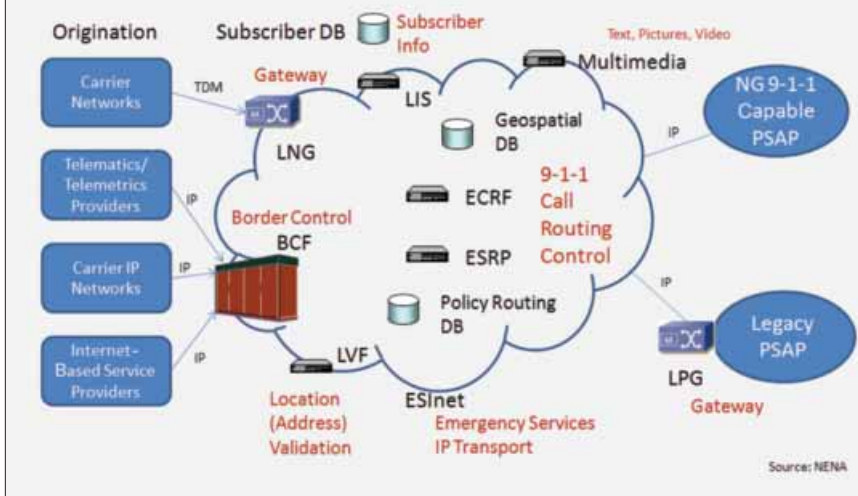 Origination
Subscriber DB
Subscriber
Info
Text, Pictures, Video
Multimedia
Carrier
Networks
TDM
Gateway
LNG
LIS
Geospatial
DB
NG 9-1-1
Capable
PSAP
IP
Telematics/
Telemetrics
Providers
IP
ECRF
9-1-1
Call
Routing
Control
Border Control
BCF
ESRP
Carrier IP
Networks
IP
Policy Routing
DB
IP
Legacy
PSAP
LPG
Gateway
Internet-
Based Service
Providers
IP
LVF
Location
(Address)
Validation
ESInet
Emergency Services
IP Transport
Source: NENA